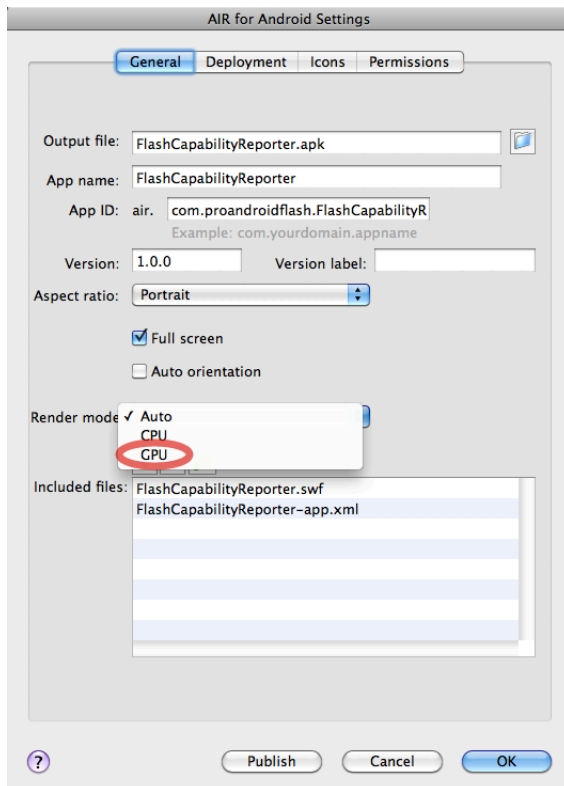 AIR for Android Settings
General Deployment Icons Permissions
Output file: FlashCapabilityReporter.apk
App name: FlashCapabilityReporter
App ID: air. com.proandroidflash.FlashCapabilityR
Example: com.yourdomain.appname
Version: 1.0.0 Version label:
Aspect ratio: Portrait
Full screen
Auto orientation
Render mode ✓ Auto
CPU
GPU
Included files: FlashCapabilityReporter.swf
FlashCapabilityReporter-app.xml
? Publish Cancel OK